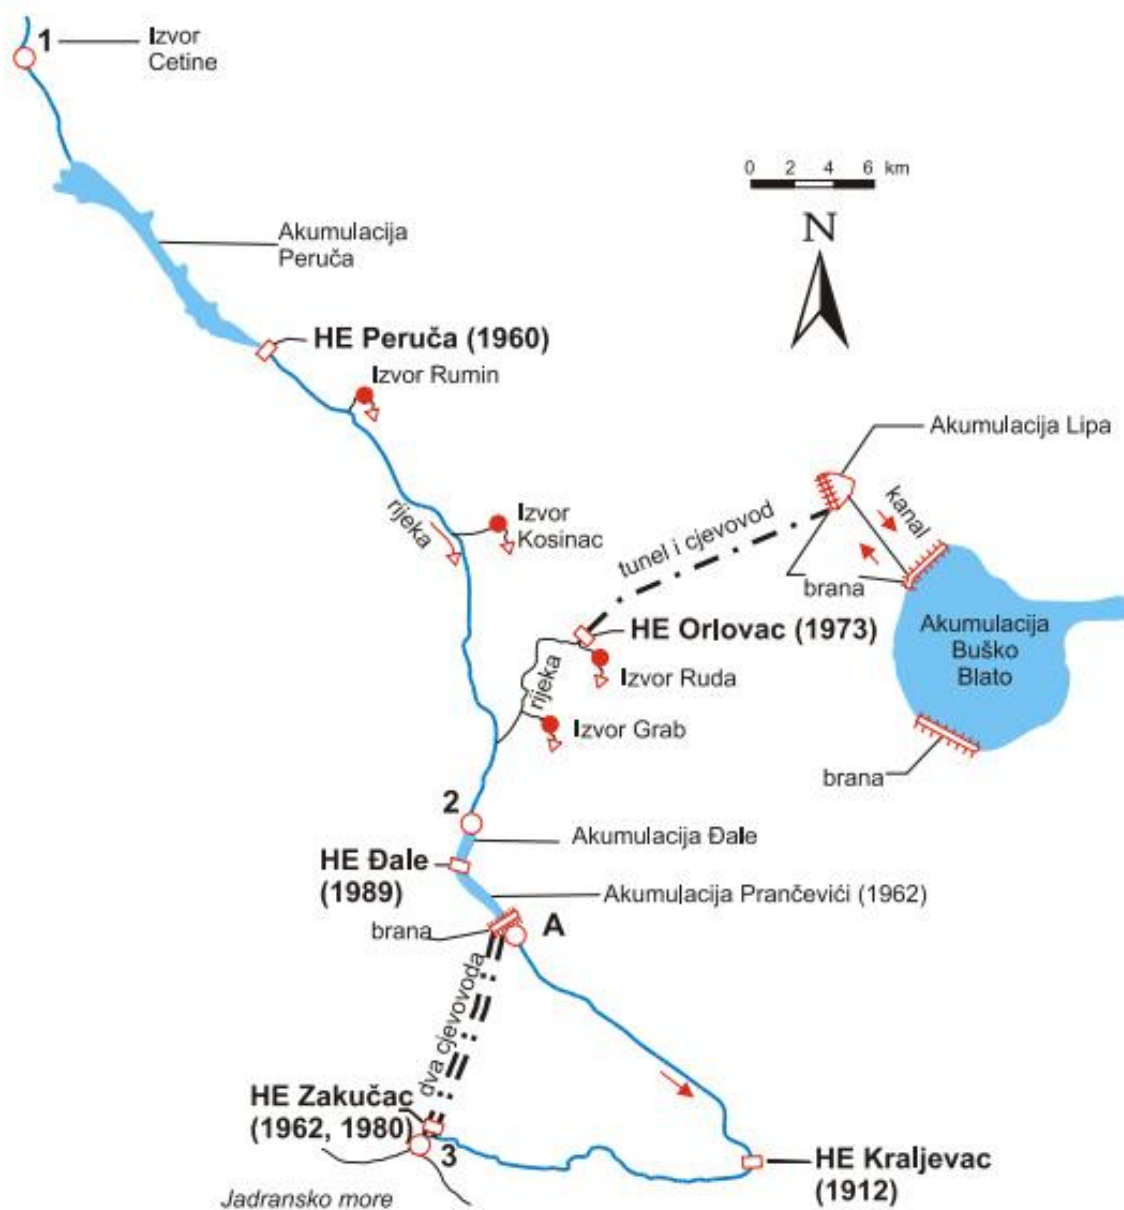 1
Izvor
Cetine
0 2 4 6 km
N
Akumulacija
Peruča
HE Peruča (1960)
Izvor Rumin
Akumulacija Lipa
rijeka
Izvor
Kosinac
tunel i cjevovod
kanal
brana
HE Orlovac (1973)
Akumulacija
Buško
Blato
rijeka
Izvor Ruda
Izvor Grab
brana
2
Akumulacija Đale
HE Đale
(1989)
Akumulacija Prančevići (1962)
brana
A
dva cjevovoda
HE Zakučac
(1962, 1980)
3
HE Kraljevac
(1912)
Jadransko more